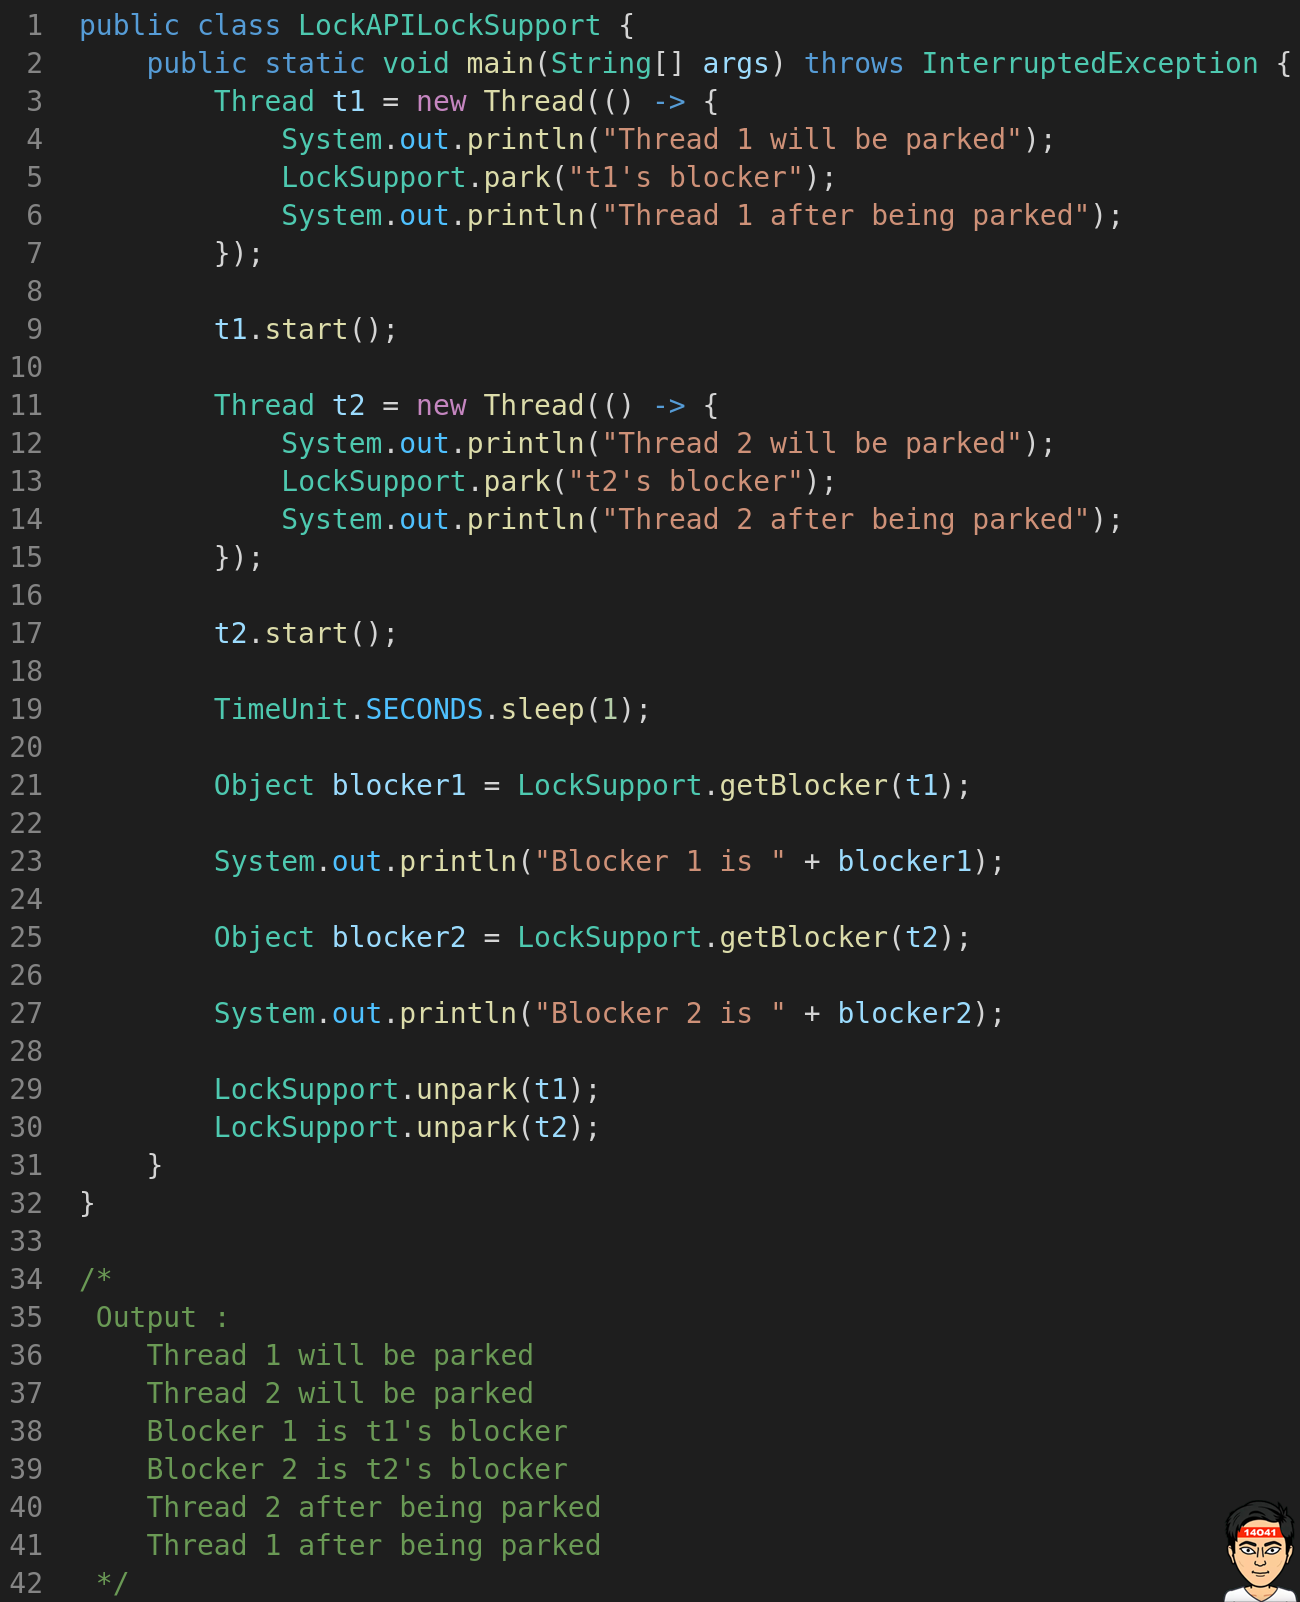 1 public class LockAPILockSupport {
2     public static void main(String[] args) throws InterruptedException {
3         Thread t1 = new Thread(() -> {
4             System.out.println("Thread 1 will be parked");
5             LockSupport.park("t1's blocker");
6             System.out.println("Thread 1 after being parked");
7         });
8
9         t1.start();
10
11         Thread t2 = new Thread(() -> {
12             System.out.println("Thread 2 will be parked");
13             LockSupport.park("t2's blocker");
14             System.out.println("Thread 2 after being parked");
15         });
16
17         t2.start();
18
19         TimeUnit.SECONDS.sleep(1);
20
21         Object blocker1 = LockSupport.getBlocker(t1);
22
23         System.out.println("Blocker 1 is " + blocker1);
24
25         Object blocker2 = LockSupport.getBlocker(t2);
26
27         System.out.println("Blocker 2 is " + blocker2);
28
29         LockSupport.unpark(t1);
30         LockSupport.unpark(t2);
31     }
32 }
33
34 /*
35  Output :
36     Thread 1 will be parked
37     Thread 2 will be parked
38     Blocker 1 is t1's blocker
39     Blocker 2 is t2's blocker
40     Thread 2 after being parked
41     Thread 1 after being parked
42  */
14041